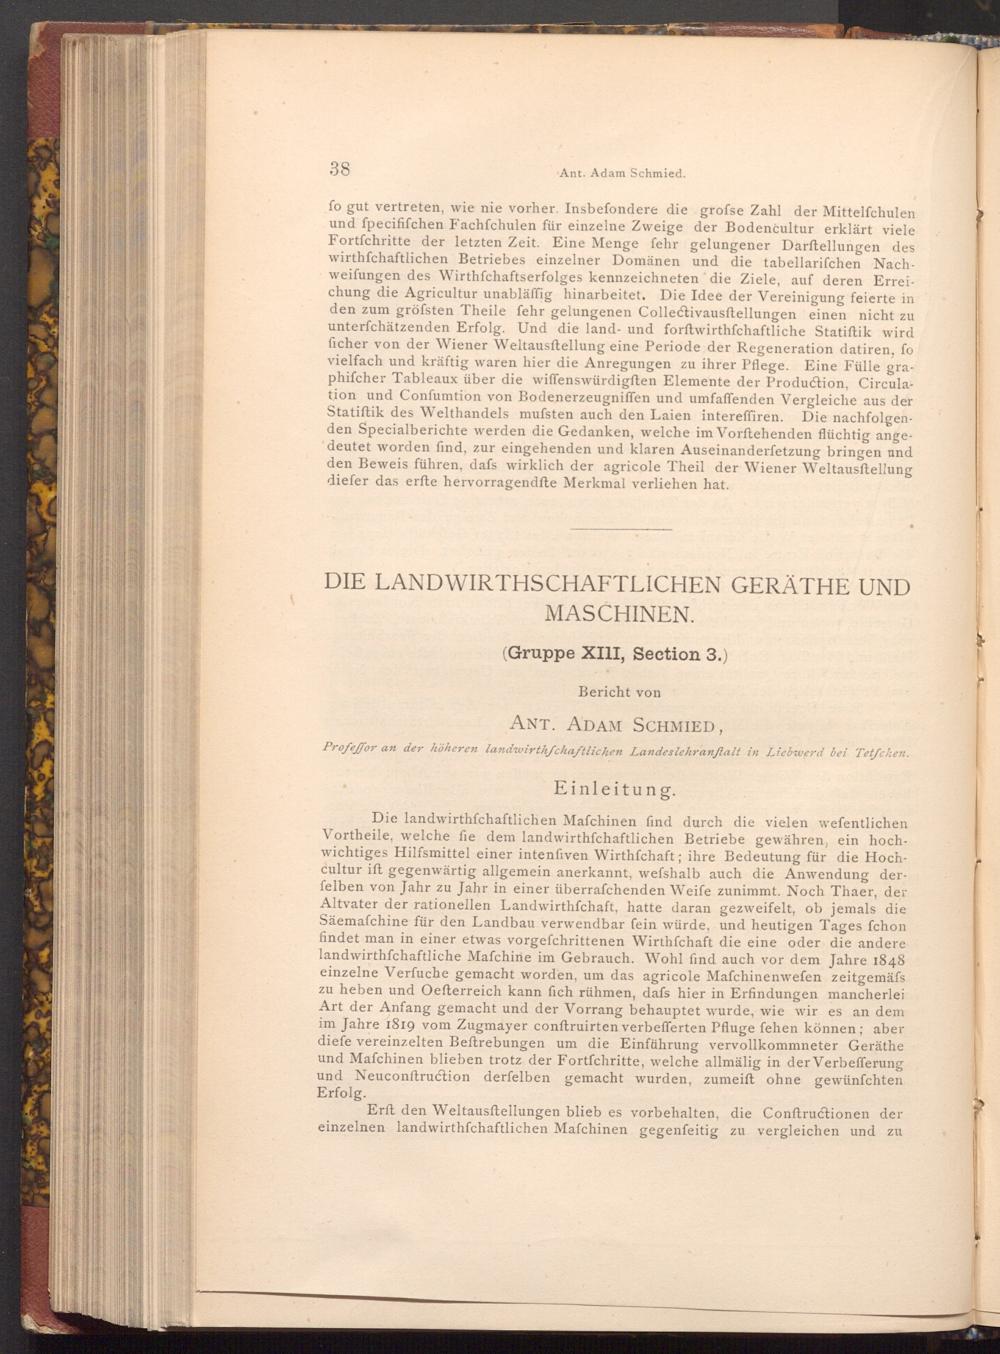 38
Ant. Adam Schmied.
ſo gut vertreten, wie nie vorher. Insbeſondere die groſse Zahl der Mittelſchulen
und ſpecifiſchen Fachſchulen für einzelne Zweige der Bodencultur erklärt viele
Fortſchritte der letzten Zeit. Eine Menge ſehr gelungener Darſtellungen des
wirthſchaftlichen Betriebes einzelner Domänen und die tabellariſchen Nach-
weiſungen des Wirthſchaftserfolges kennzeichneten die Ziele, auf deren Errei-
chung die Agricultur unabläſſig hinarbeitet. Die Idee der Vereinigung feierte in
den zum gröſsten Theile ſehr gelungenen Collectivausſtellungen einen nicht zu
unterſchätzenden Erfolg. Und die land- und forſtwirthſchaftliche Statiſtik wird
ſicher von der Wiener Weltausſtellung eine Periode der Regeneration datiren, ſo
vielfach und kräftig waren hier die Anregungen zu ihrer Pflege. Eine Fülle gra-
phiſcher Tableaux über die wiſſenswürdigſten Elemente der Production, Circula-
tion und Conſumtion von Bodenerzeugniſſen und umfaſſenden Vergleiche aus der
Statiſtik des Welthandels muſsten auch den Laien intereſſiren. Die nachfolgen-
den Specialberichte werden die Gedanken, welche im Vorſtehenden flüchtig ange-
deutet worden ſind, zur eingehenden und klaren Auseinanderſetzung bringen und
den Beweis führen, daſs wirklich der agricole Theil der Wiener Weltausſtellung
dieſer das erſte hervorragendſte Merkmal verliehen hat.
DIE LANDWIRTHSCHAFTLICHEN GERÄTHE UND
MASCHINEN.
(Gruppe XIII, Section 3.)
Bericht von
ANT. ADAM SCHMIED,
Profeſſor an der höheren landwirthſchaftlichen Landeslehranſtalt in Liebwerd bei Tetſchen.
Einleitung.
Die landwirthſchaftlichen Maſchinen ſind durch die vielen weſentlichen
Vortheile, welche ſie dem landwirthſchaftlichen Betriebe gewähren, ein hoch-
wichtiges Hilfsmittel einer intenſiven Wirthſchaft; ihre Bedeutung für die Hoch-
cultur iſt gegenwärtig allgemein anerkannt, weſshalb auch die Anwendung der-
ſelben von Jahr zu Jahr in einer überraſchenden Weiſe zunimmt. Noch Thaer, der
Altvater der rationellen Landwirthſchaft, hatte daran gezweifelt, ob jemals die
Säemaſchine für den Landbau verwendbar ſein würde, und heutigen Tages ſchon
findet man in einer etwas vorgeſchrittenen Wirthſchaft die eine oder die andere
landwirthſchaftliche Maſchine im Gebrauch. Wohl ſind auch vor dem Jahre 1848
einzelne Verſuche gemacht worden, um das agricole Maſchinenweſen zeitgemäſs
zu heben und Oeſterreich kann ſich rühmen, daſs hier in Erfindungen mancherlei
Art der Anfang gemacht und der Vorrang behauptet wurde, wie wir es an dem
im Jahre 1819 vom Zugmayer conſtruirten verbeſſerten Pfluge ſehen können; aber
dieſe vereinzelten Beſtrebungen um die Einführung vervollkommneter Geräthe
und Maſchinen blieben trotz der Fortſchritte, welche allmälig in der Verbeſſerung
und Neuconſtruction derſelben gemacht wurden, zumeiſt ohne gewünſchten
Erfolg.
Erſt den Weltausſtellungen blieb es vorbehalten, die Conſtructionen der
einzelnen landwirthſchaftlichen Maſchinen gegenſeitig zu vergleichen und zu